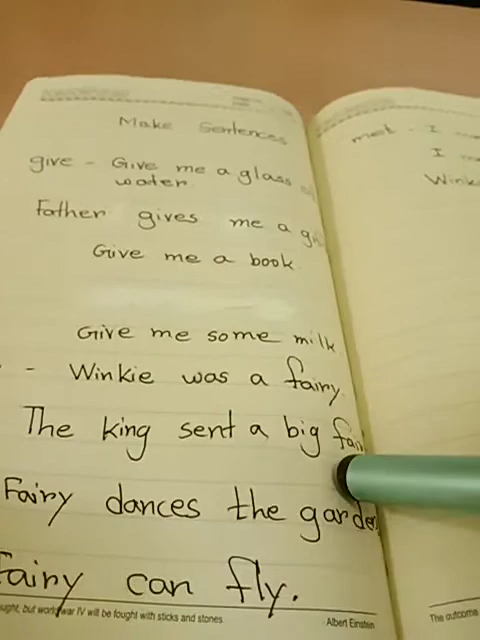 Make Sentences
give - Give me a glass
water
Father gives me a
Give me a book
Give me some milk
- Winkie was a fairy
The king sent a big
Fairy dances the garden
Fairy can fly.
but world war IV will be fought with sticks and stones
Albert Einstein
met - I
I
The outcome